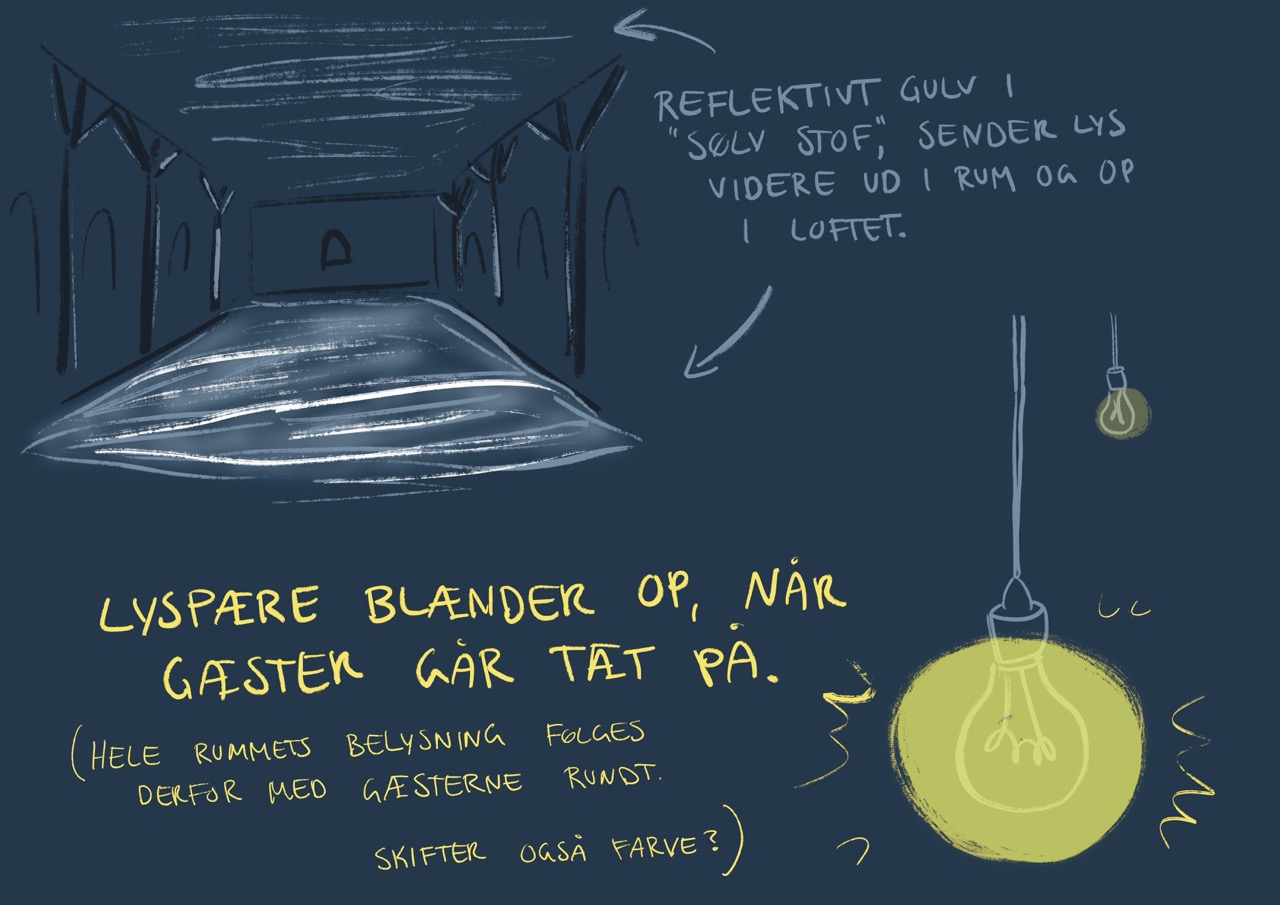 REFLEKTIVT GULV I
"SØLV STOF", SENDER LYS
VIDERE UD I RUM OG OP
I LOFTET.
LYSPÆRE BLÆNDER OP, NÅR
GÆSTER GÅR TÆT PÅ.
(HELE RUMMETS BELYSNING FØLGES
DERFOR MED GÆSTERNE RUNDT.
SKIFTER OGSÅ FARVE?)